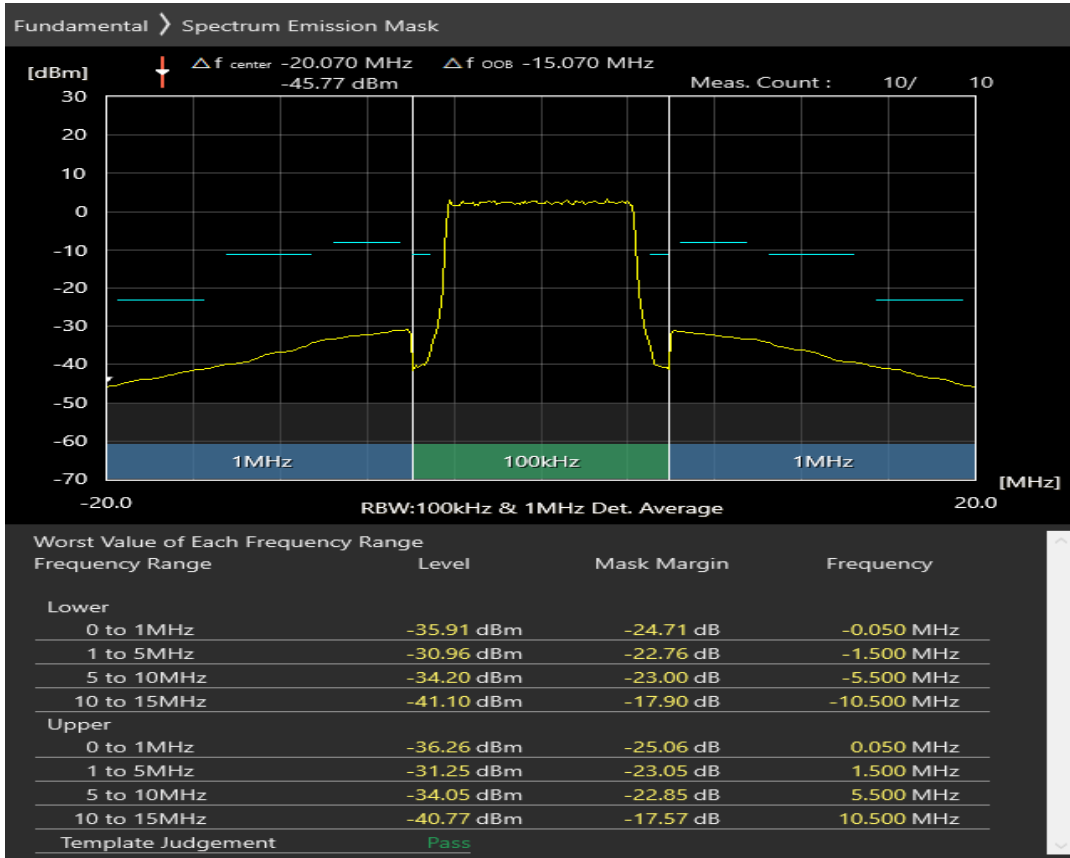 Fundamental ❯ Spectrum Emission Mask
[dBm] △f center -20.070 MHz △f OOB -15.070 MHz
-45.77 dBm Meas. Count : 10/ 10
30
20
10
0
-10
-20
-30
-40
-50
-60
1MHz 100kHz 1MHz
-70 [MHz]
-20.0 RBW:100kHz & 1MHz Det. Average 20.0
Worst Value of Each Frequency Range
Frequency Range Level Mask Margin Frequency
Lower
0 to 1MHz -35.91 dBm -24.71 dB -0.050 MHz
1 to 5MHz -30.96 dBm -22.76 dB -1.500 MHz
5 to 10MHz -34.20 dBm -23.00 dB -5.500 MHz
10 to 15MHz -41.10 dBm -17.90 dB -10.500 MHz
Upper
0 to 1MHz -36.26 dBm -25.06 dB 0.050 MHz
1 to 5MHz -31.25 dBm -23.05 dB 1.500 MHz
5 to 10MHz -34.05 dBm -22.85 dB 5.500 MHz
10 to 15MHz -40.77 dBm -17.57 dB 10.500 MHz
Template Judgement Pass